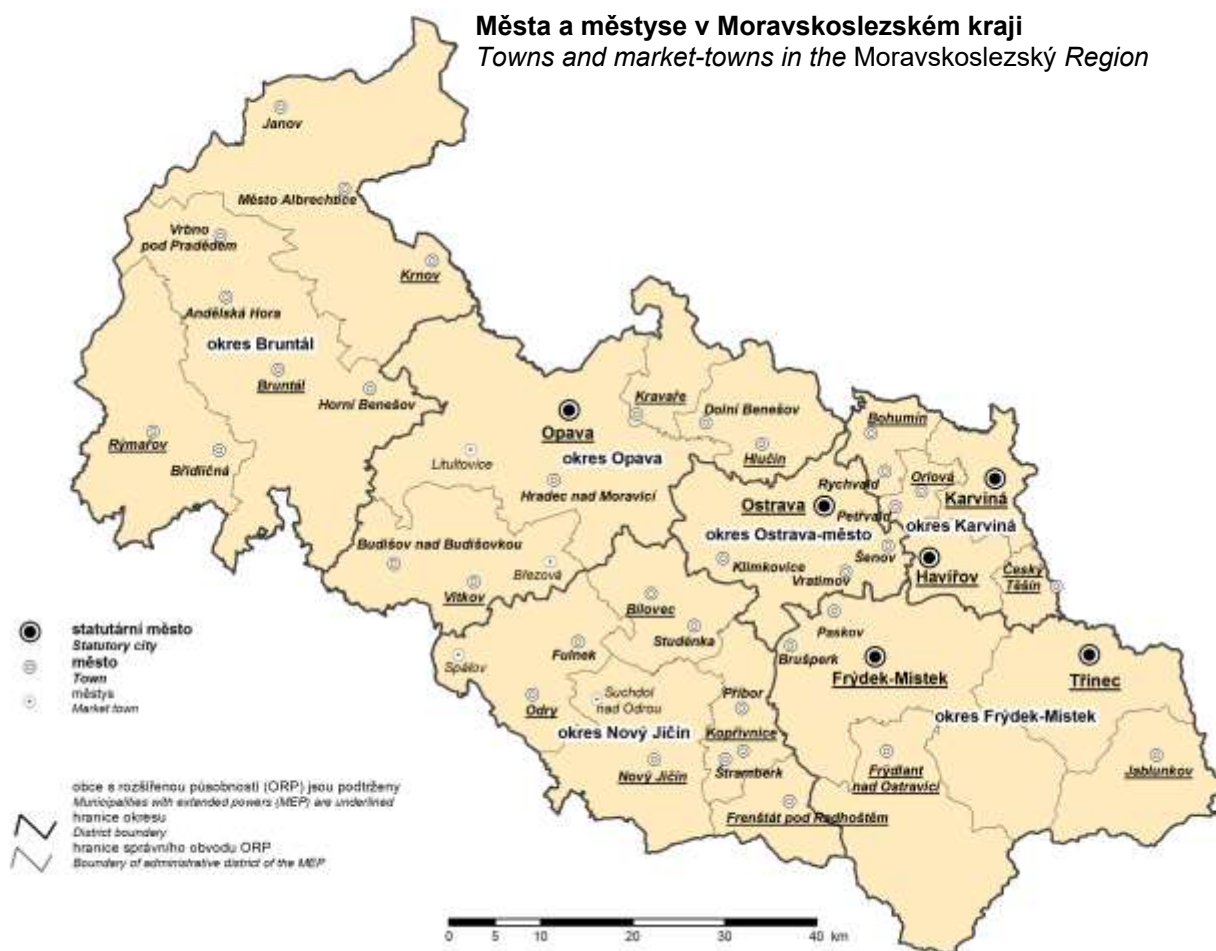 Města a městyse v Moravskoslezském kraji
Towns and market-towns in the Moravskoslezský Region
Janov
Město Albrechtice
Vrbno
pod Pradědem
Krnov
Andělská Hora
okres Bruntál
Bruntál
Horní Benešov
Rýmařov
Břidličná
Kravaře
Dolní Benešov
Opava
okres Opava
Hlučín
Litultovice
Hradec nad Moravicí
Bohumín
Rychvald
Orlová
Karviná
Ostrava
Petřvald
okres Karviná
okres Ostrava-město
Šenov
Klimkovice
Vratimov
Havířov
Český
Těšín
Budišov nad Budišovkou
Březová
Vítkov
Bílovec
Studénka
Fulnek
Spálov
Suchdol
nad Odrou
Odry
okres Nový Jičín
Příbor
Kopřivnice
Nový Jičín
Štramberk
Frenštát pod Radhoštěm
Paskov
Brušperk
Frýdek-Místek
Třinec
okres Frýdek-Místek
Frýdlant
nad Ostravicí
Jablunkov
statutární město
Statutory city
město
Town
městys
Market town
obce s rozšířenou působností (ORP) jsou podtrženy
Municipalities with extended powers (MEP) are underlined
hranice okresu
District boundary
hranice správního obvodu ORP
Boundary of administrative district of the MEP
0 5 10 20 30 40 km